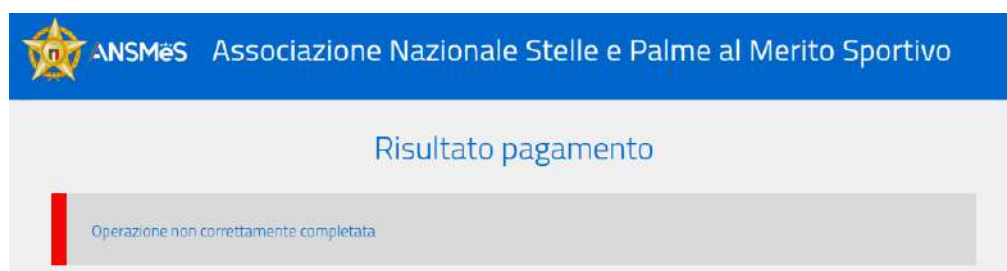 ANSMeS Associazione Nazionale Stelle e Palme al Merito Sportivo
Risultato pagamento
Operazione non correttamente completata